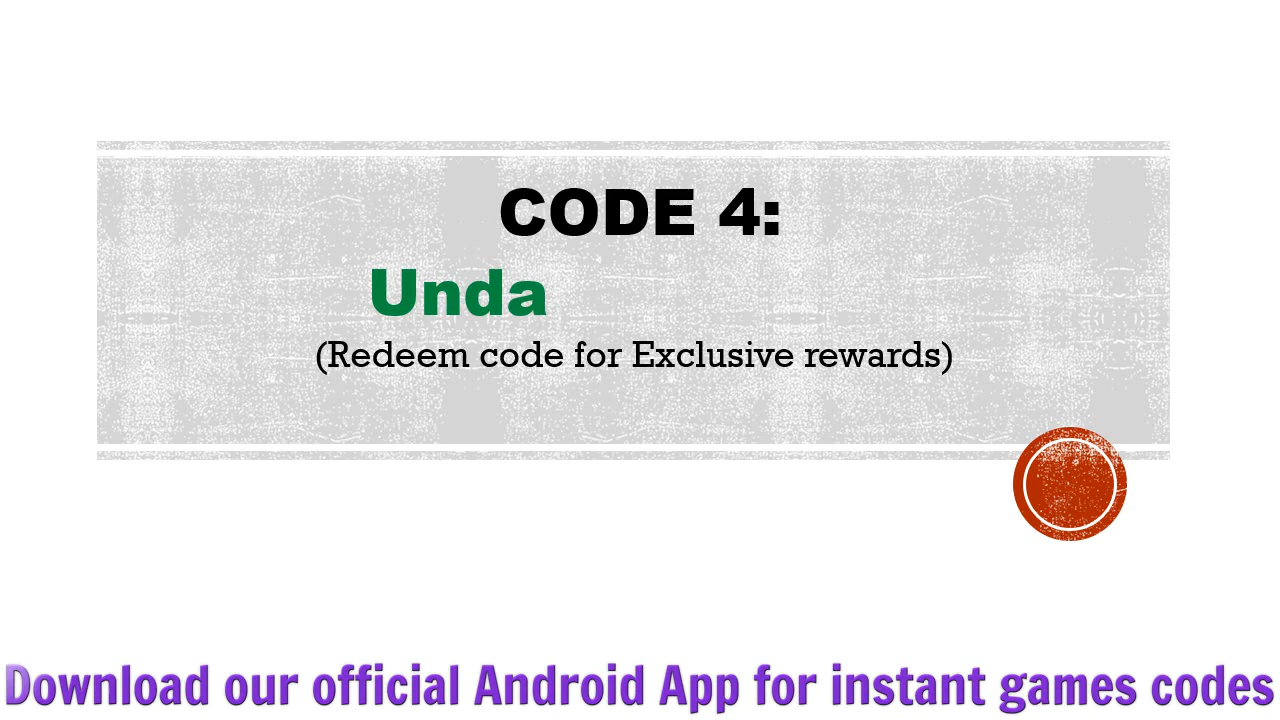 CODE 4:
Unda
(Redeem code for Exclusive rewards)
Download our official Android App for instant games codes